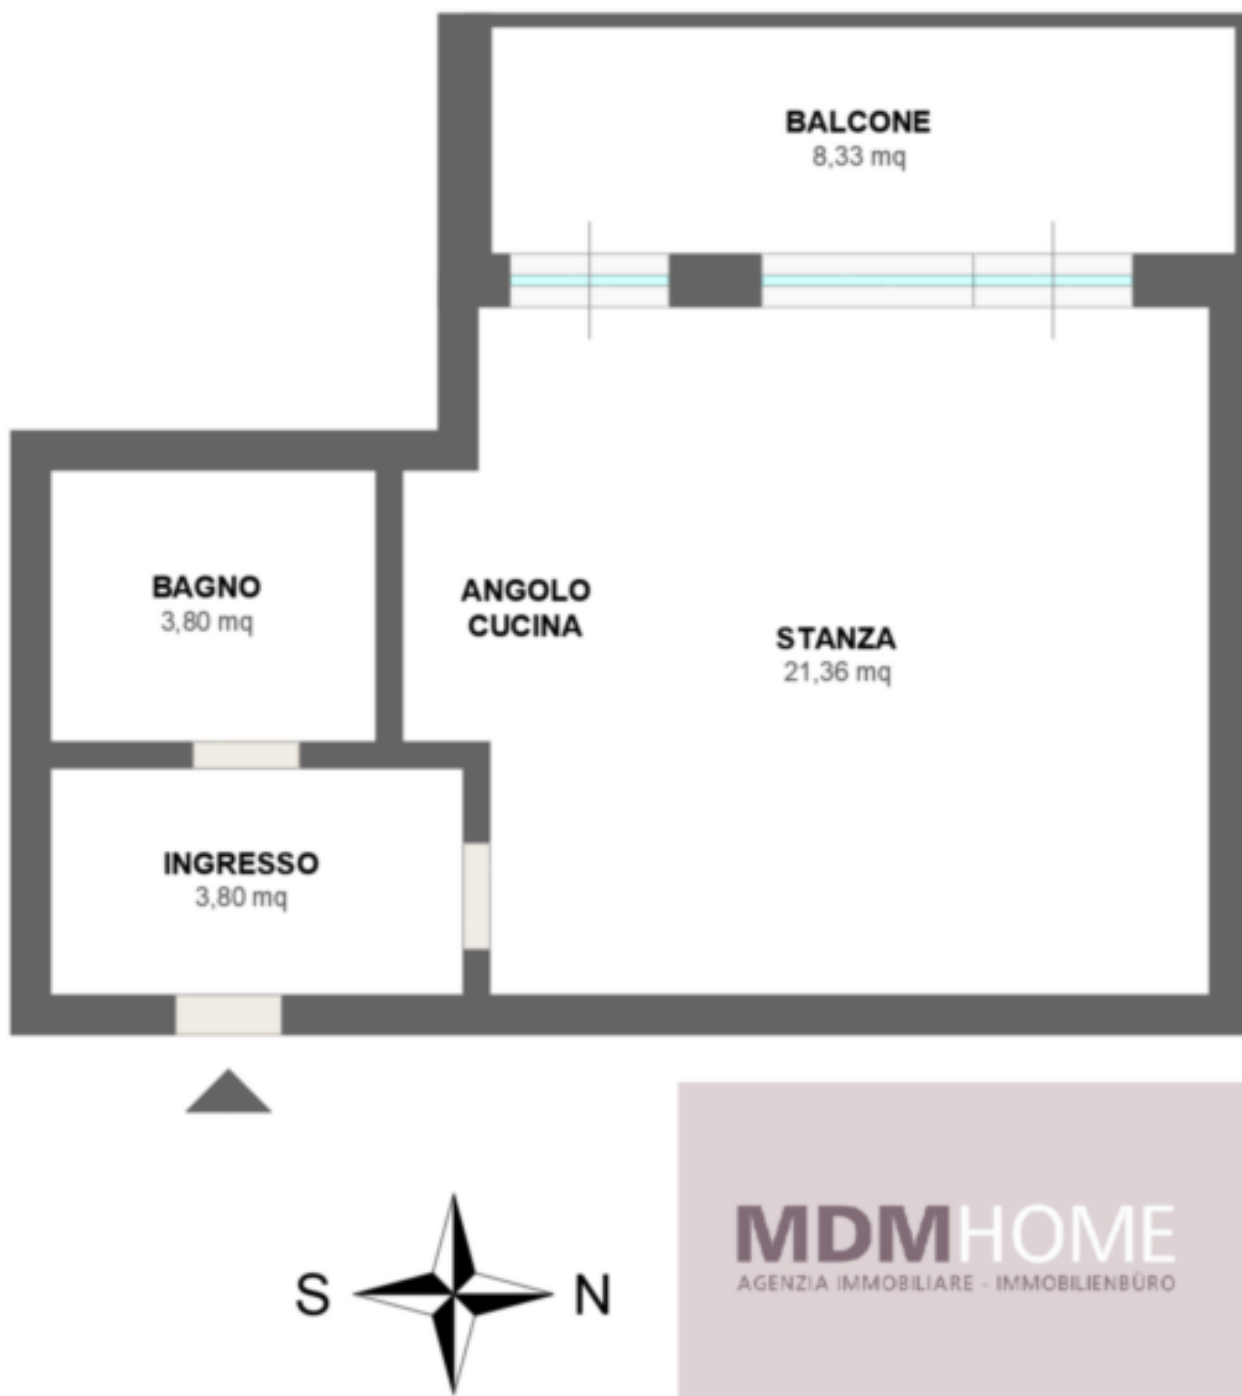 BALCONE
8,33 mq
BAGNO
3,80 mq
ANGOLO
CUCINA
STANZA
21,36 mq
INGRESSO
3,80 mq
S N
MDMHOME
AGENZIA IMMOBILIARE - IMMOBILIENBÜRO